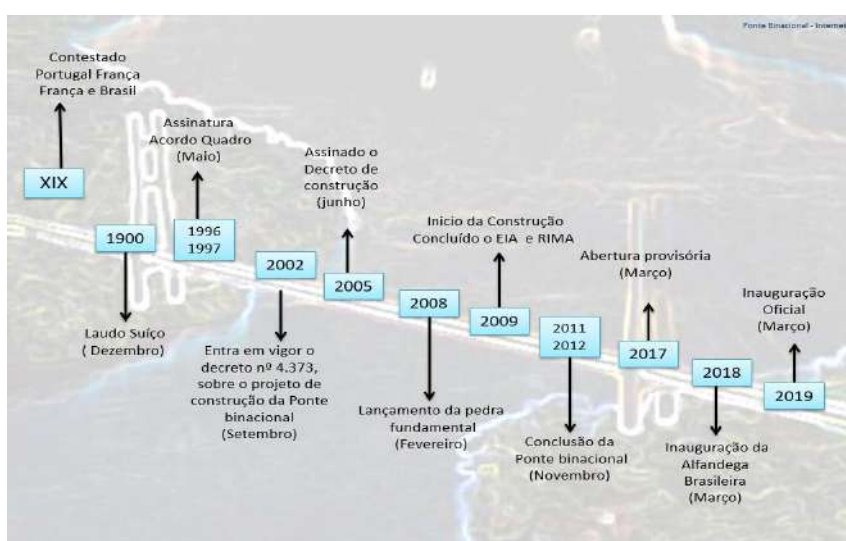 Ponte Binacional - Internet
Contestado
Portugal França
França e Brasil
XIX
1900
Laudo Suíço
( Dezembro)
Assinatura
Acordo Quadro
(Maio)
1996
1997
2002
Entra em vigor o
decreto nº 4.373,
sobre o projeto de
construção da Ponte
binacional
(Setembro)
Assinado o
Decreto de
construção
(junho)
2005
2008
Lançamento da pedra
fundamental
(Fevereiro)
Inicio da Construção
Concluído o EIA e RIMA
2009
2011
2012
Conclusão da
Ponte binacional
(Novembro)
Abertura provisória
(Março)
2017
2018
Inauguração da
Alfandega
Brasileira
(Março)
Inauguração
Oficial
(Março)
2019